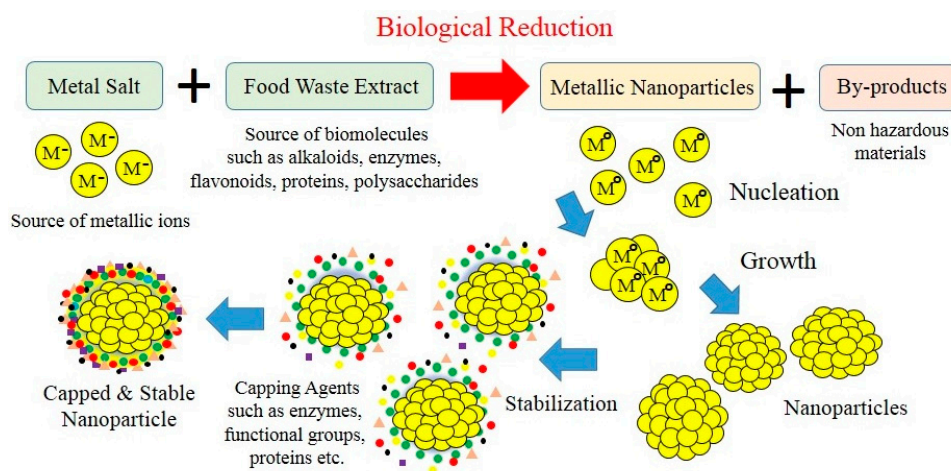 Biological Reduction
Metal Salt
+
Food Waste Extract
Metallic Nanoparticles
+
By-products
Source of biomolecules
such as alkaloids, enzymes,
flavonoids, proteins, polysaccharides
Non hazardous
materials
M-
M-
M-
M-
Source of metallic ions
M°
M°
M°
M°
M°
Nucleation
M°
M°
M°
M°
Growth
Nanoparticles
Stabilization
Capping Agents
such as enzymes,
functional groups,
proteins etc.
Capped & Stable
Nanoparticle